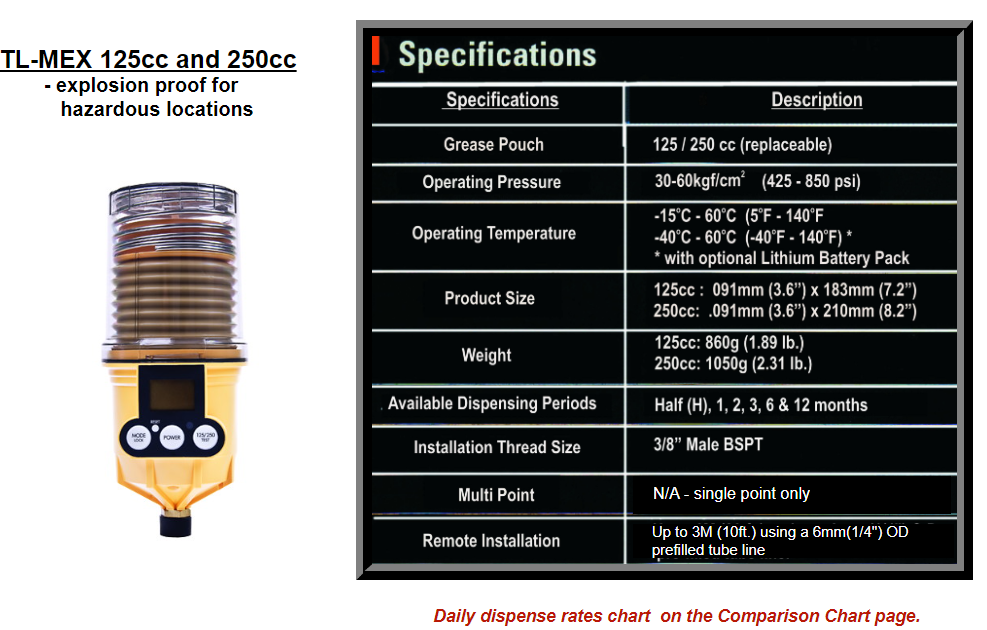 TL-MEX 125cc and 250cc
- explosion proof for
hazardous locations
Specifications
Specifications Description
Grease Pouch 125 / 250 cc (replaceable)
Operating Pressure 30-60kgf/cm² (425 - 850 psi)
Operating Temperature
-15°C - 60°C (5°F - 140°F
-40°C - 60°C (-40°F - 140°F) *
* with optional Lithium Battery Pack
Product Size
125cc : 091mm (3.6”) x 183mm (7.2”)
250cc: .091mm (3.6”) x 210mm (8.2”)
Weight
125cc: 860g (1.89 lb.)
250cc: 1050g (2.31 lb.)
Available Dispensing Periods Half (H), 1, 2, 3, 6 & 12 months
Installation Thread Size 3/8” Male BSPT
Multi Point N/A - single point only
Remote Installation
Up to 3M (10ft.) using a 6mm(1/4") OD
prefilled tube line
MODE
LOCK
RESET
POWER
125/250
TEST
Daily dispense rates chart on the Comparison Chart page.